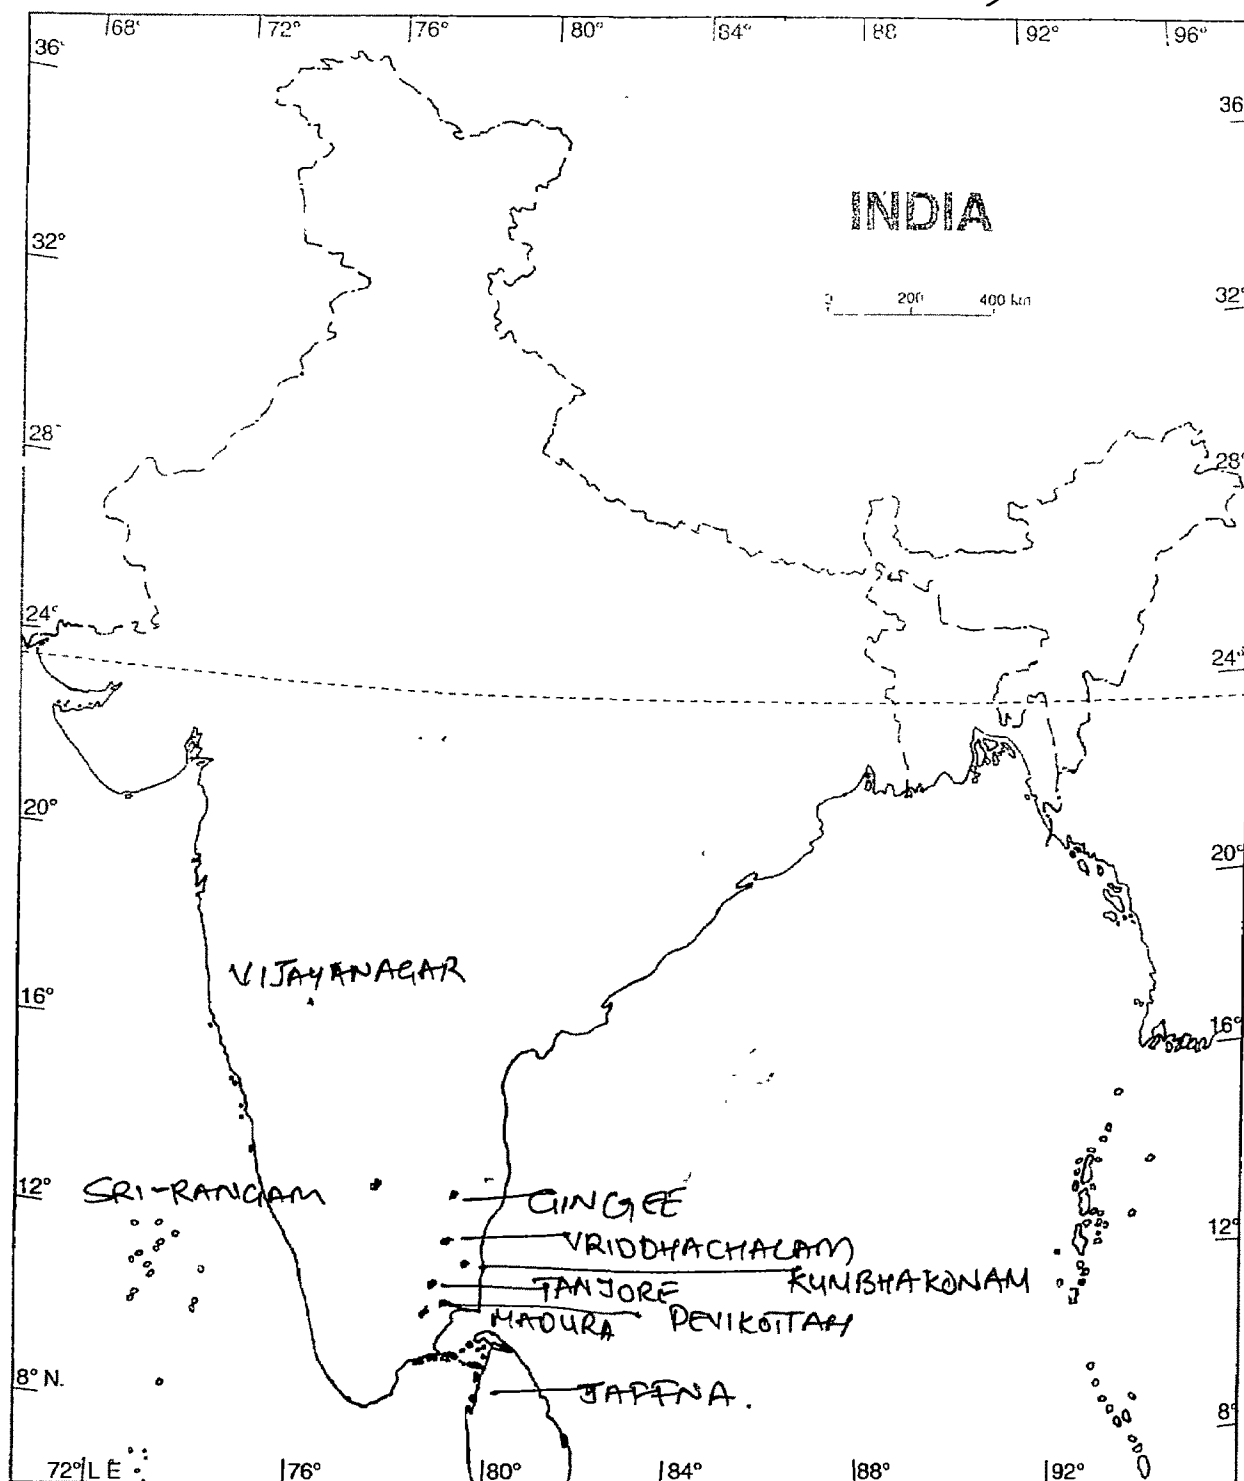 68° 72° 76° 80° 84° 88 92° 96°
36°
36
INDIA
0 200 400 km
32°
32°
28°
28°
24°
24°
20°
20°
VIJAYANAGAR
16°
16°
SRI-RANGAM
12°
GINGEE
VRIDDHACHALAM
12°
TANJORE KUMBHAKONAM
MADURA DEVIKOTTAH
8° N.
JAFFNA.
8°
72° L E 76° 80° 84° 88° 92°